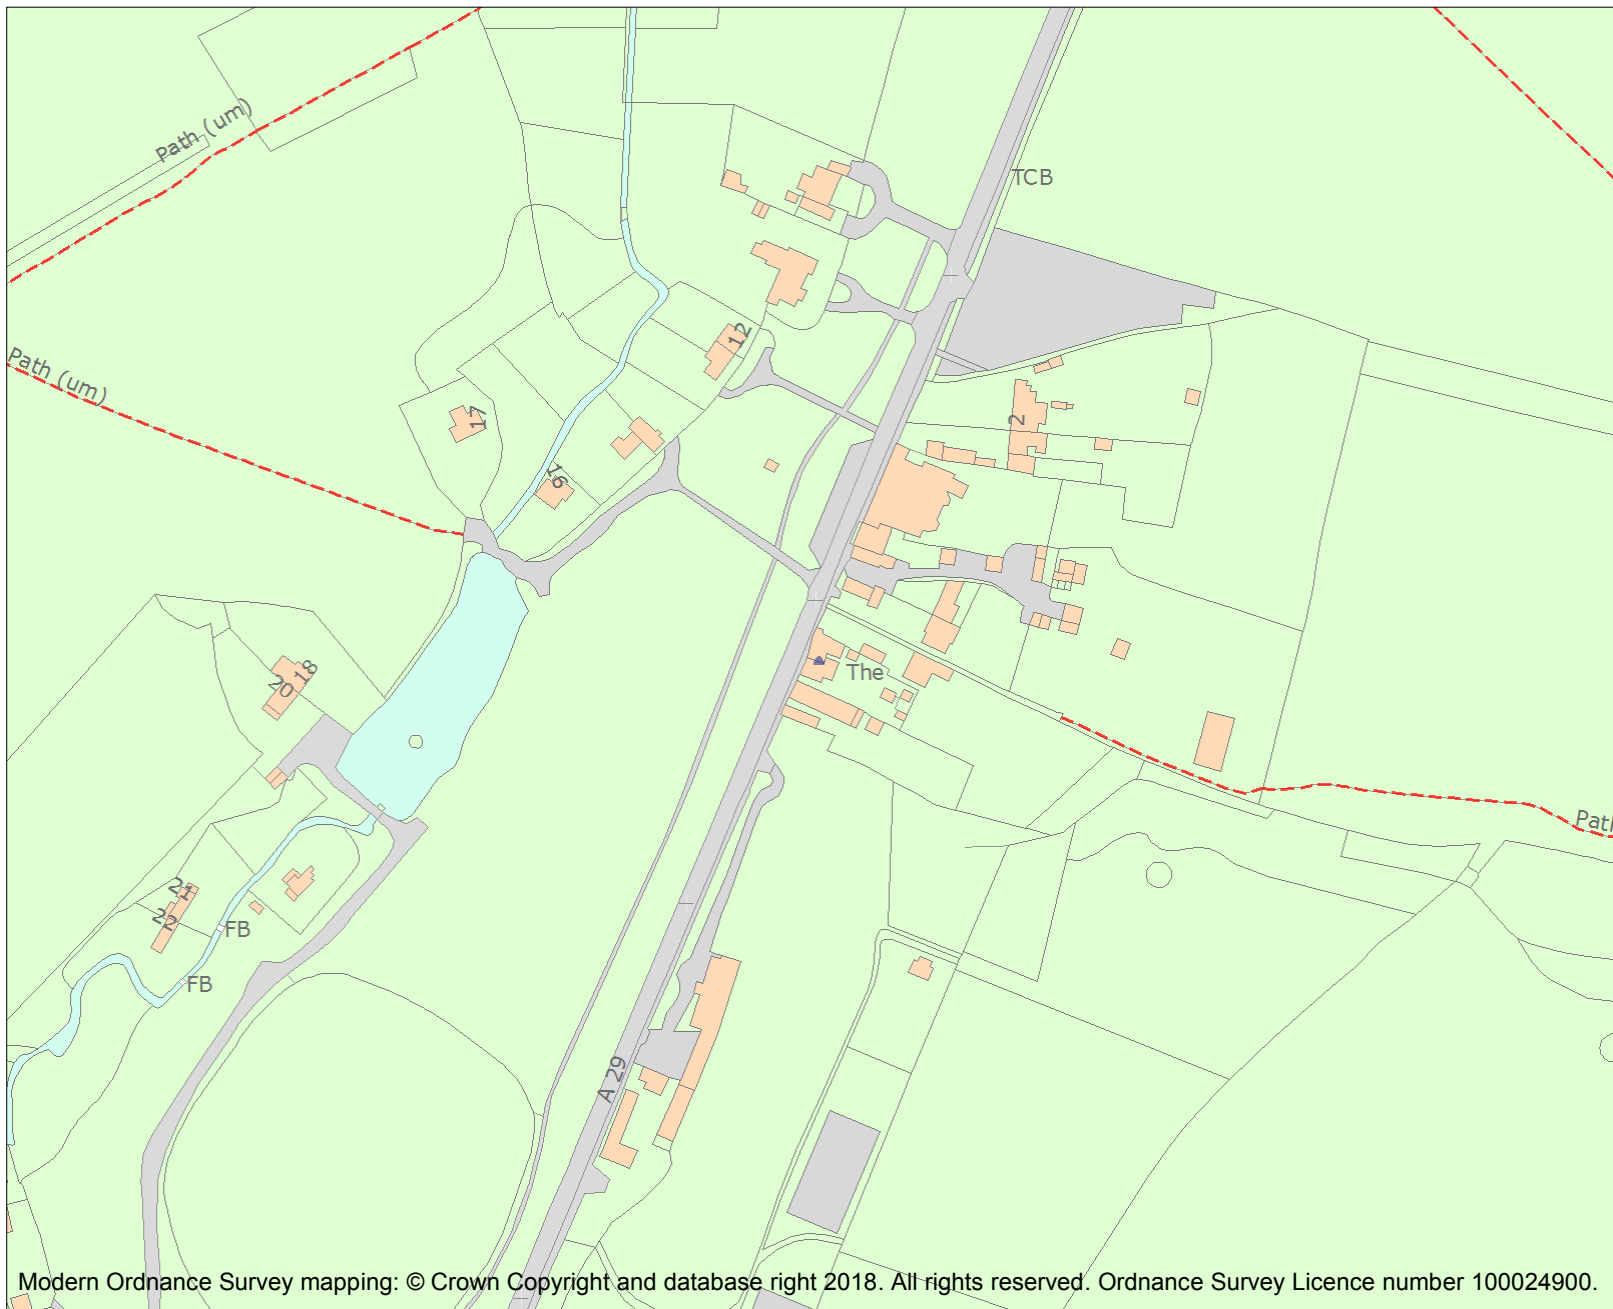 Path (um)
TCB
12
Path (um)
17
2
16
18
20
The
Path
21
22
FB
FB
A 29
Modern Ordnance Survey mapping: © Crown Copyright and database right 2018. All rights reserved. Ordnance Survey Licence number 100024900.